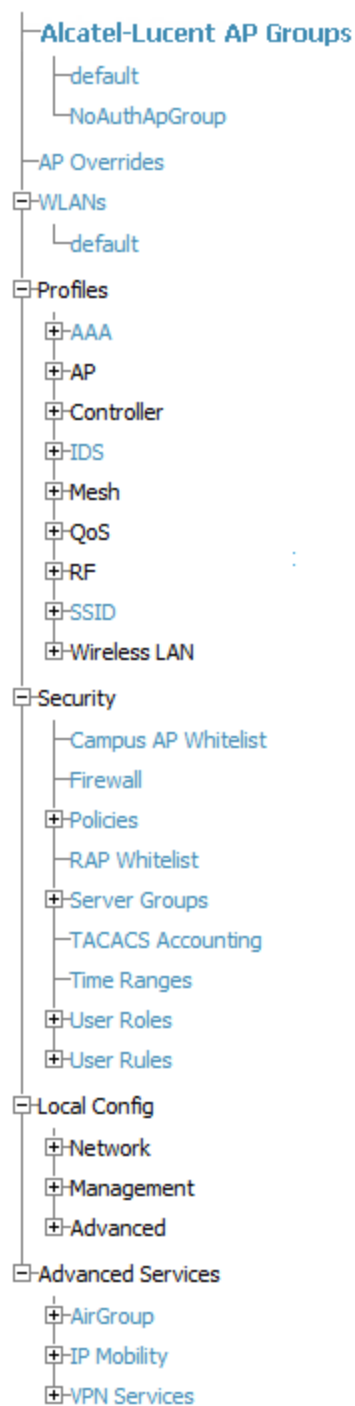 Alcatel-Lucent AP Groups
default
NoAuthApGroup
AP Overrides
WLANs
default
Profiles
AAA
AP
Controller
IDS
Mesh
QoS
RF
SSID
Wireless LAN
Security
Campus AP Whitelist
Firewall
Policies
RAP Whitelist
Server Groups
TACACS Accounting
Time Ranges
User Roles
User Rules
Local Config
Network
Management
Advanced
Advanced Services
AirGroup
IP Mobility
VPN Services